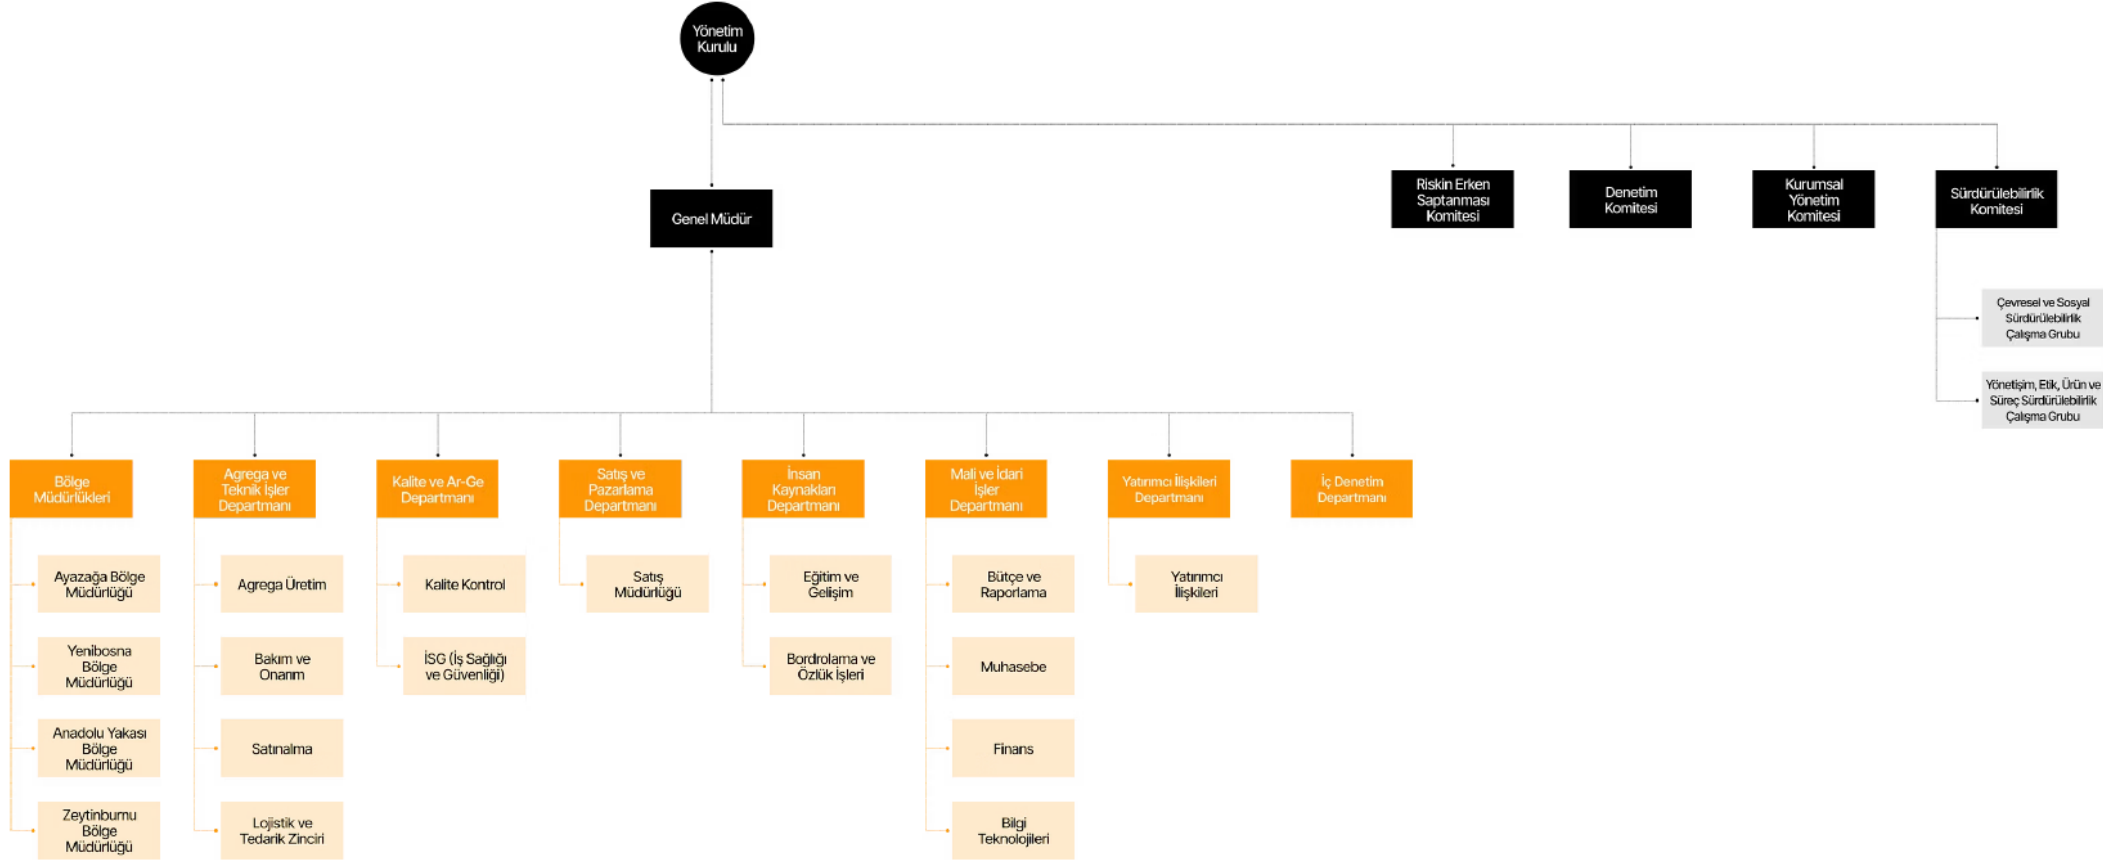 Yönetim
Kurulu
Genel Müdür
Riskin Erken
Saptanması
Komitesi
Denetim
Komitesi
Kurumsal
Yönetim
Komitesi
Sürdürülebilirlik
Komitesi
Çevresel ve Sosyal
Sürdürülebilirlik
Çalışma Grubu
Yönetişim, Etik, Ürün ve
Süreç Sürdürülebilirlik
Çalışma Grubu
Bölge
Müdürlükleri
Ayazağa Bölge
Müdürlüğü
Yenibosna
Bölge
Müdürlüğü
Anadolu Yakası
Bölge
Müdürlüğü
Zeytinburnu
Bölge
Müdürlüğü
Agrega ve
Teknik İşler
Departmanı
Agrega Üretim
Bakım ve
Onarım
Satınalma
Lojistik ve
Tedarik Zinciri
Kalite ve Ar-Ge
Departmanı
Kalite Kontrol
İSG (İş Sağlığı
ve Güvenliği)
Satış ve
Pazarlama
Departmanı
Satış
Müdürlüğü
İnsan
Kaynakları
Departmanı
Eğitim ve
Gelişim
Bordrolama ve
Özlük İşleri
Mali ve İdari
İşler
Departmanı
Bütçe ve
Raporlama
Muhasebe
Finans
Bilgi
Teknolojileri
Yatırımcı İlişkileri
Departmanı
Yatırımcı
İlişkileri
İç Denetim
Departmanı